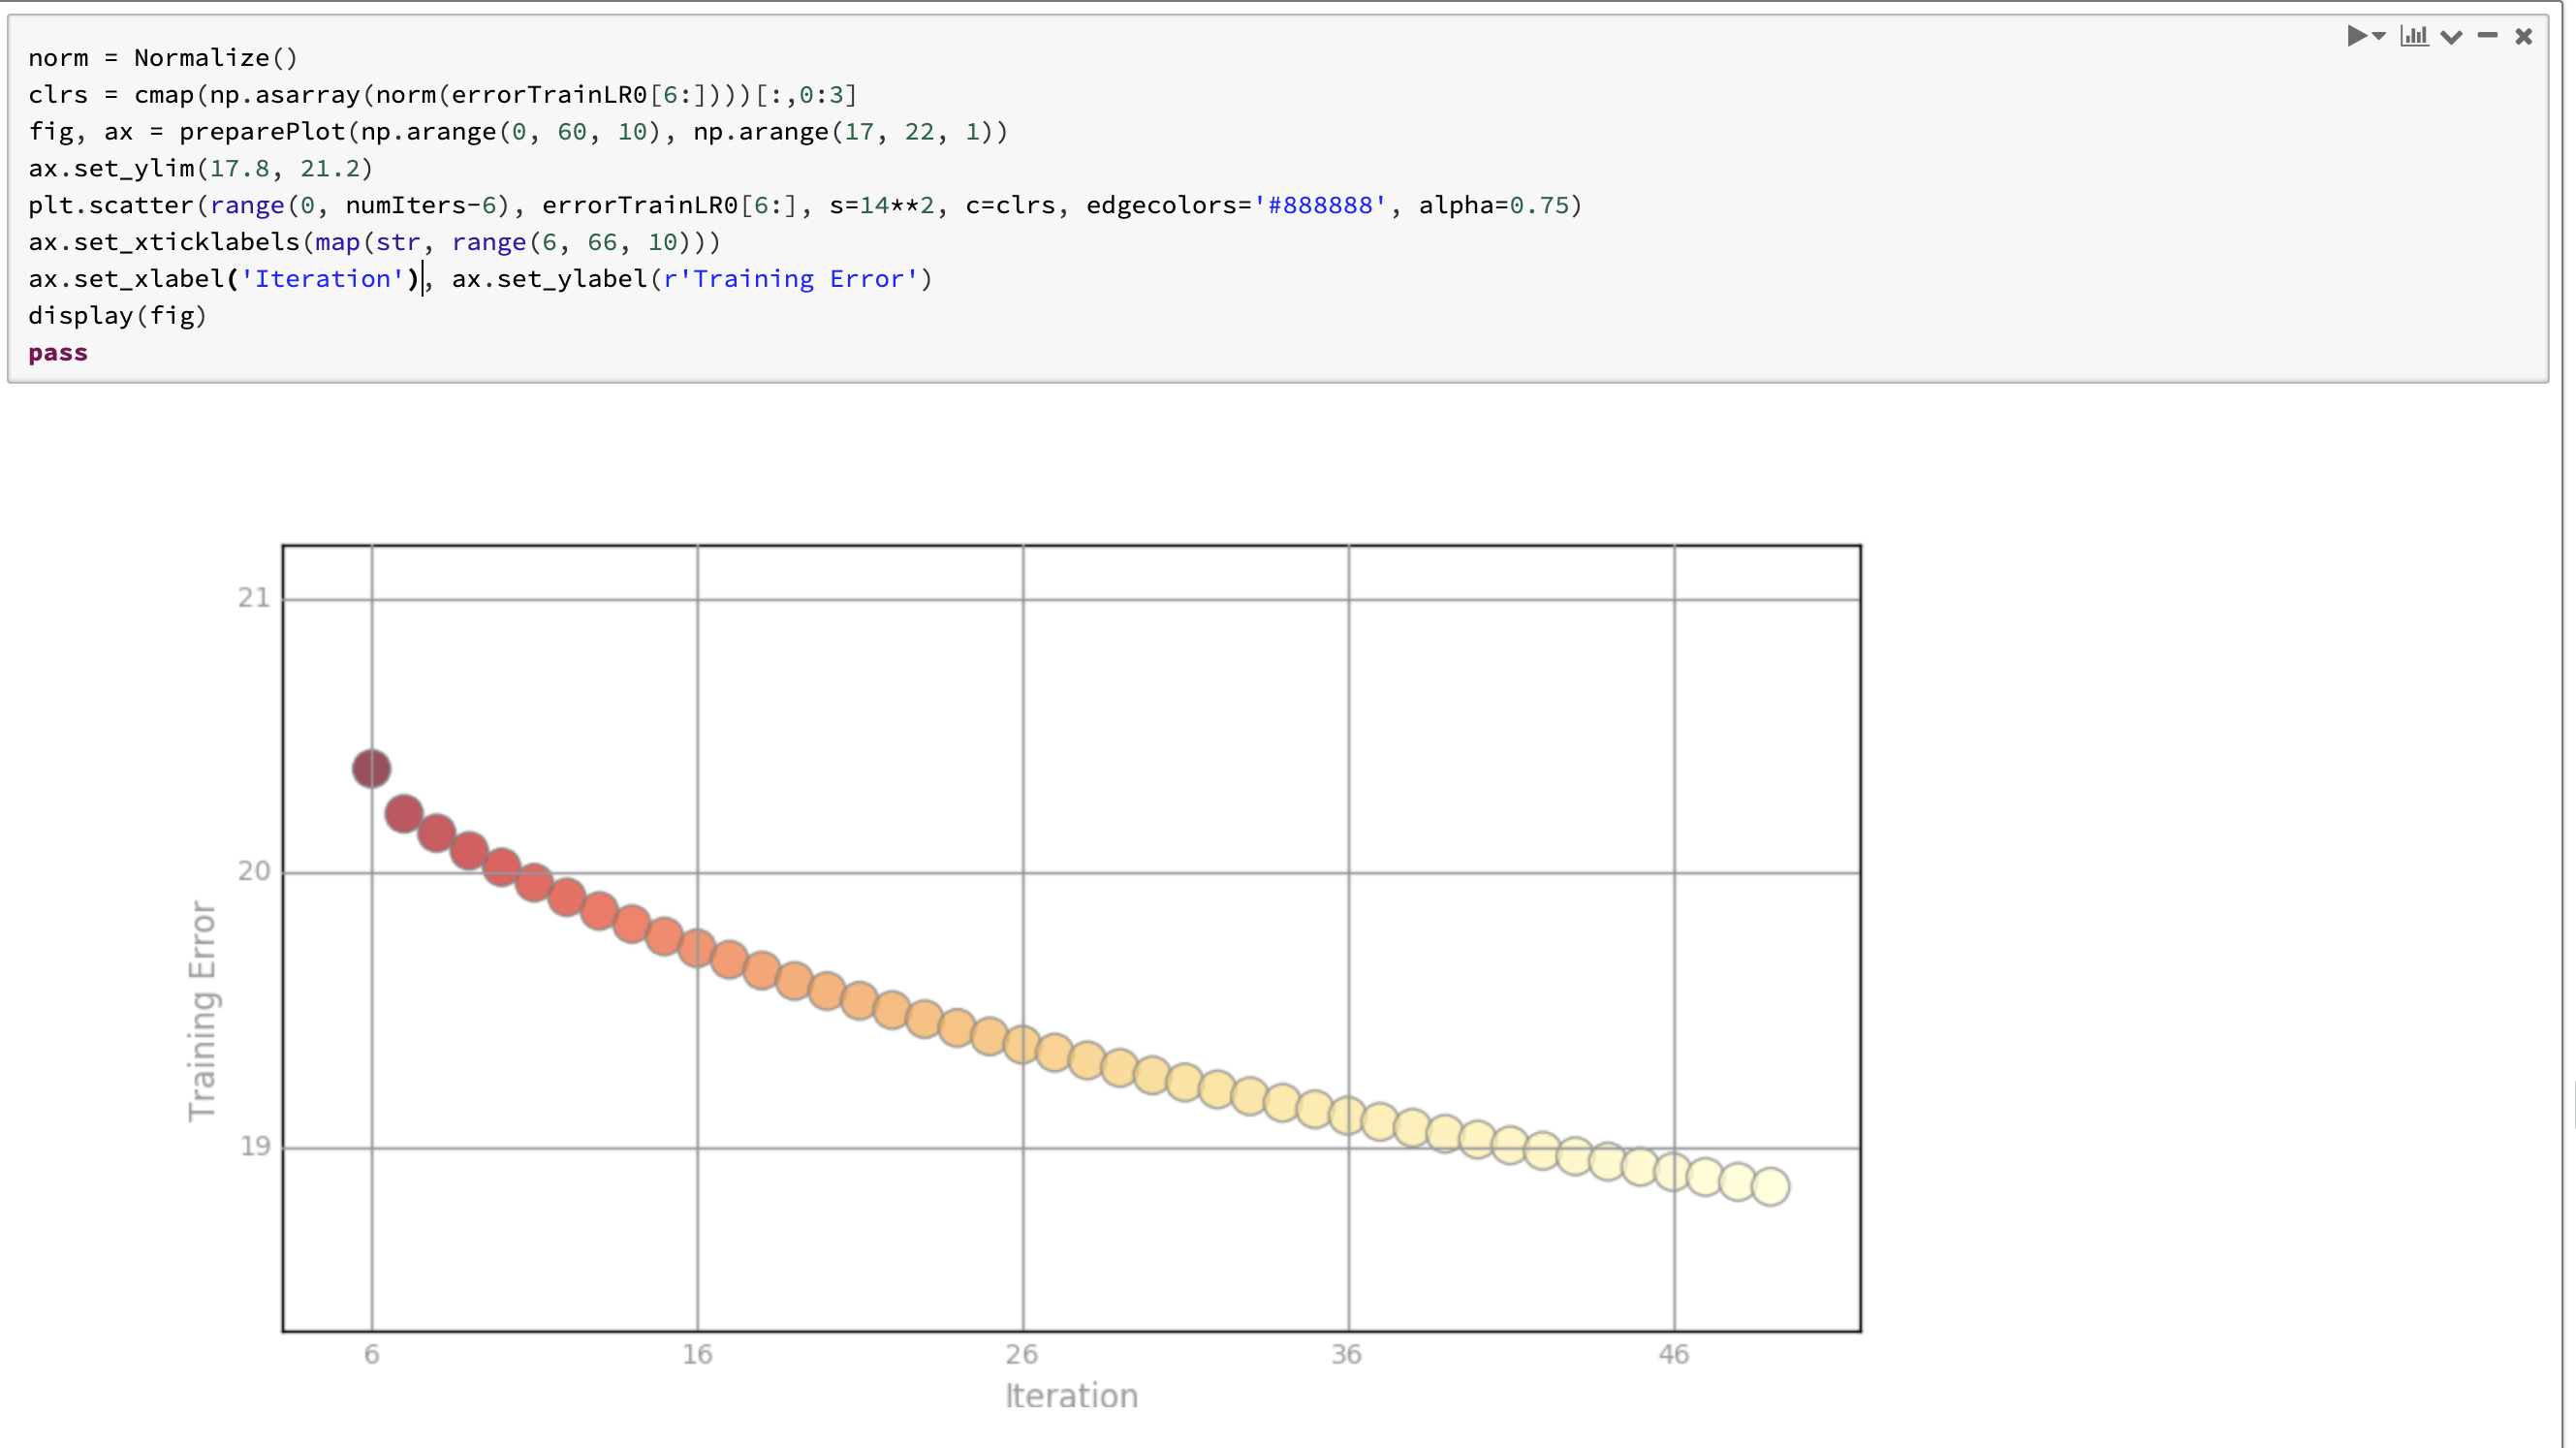 norm = Normalize()
clrs = cmap(np.asarray(norm(errorTrainLR0[6:])))[:,0:3]
fig, ax = preparePlot(np.arange(0, 60, 10), np.arange(17, 22, 1))
ax.set_ylim(17.8, 21.2)
plt.scatter(range(0, numIters-6), errorTrainLR0[6:], s=14**2, c=clrs, edgecolors='#888888', alpha=0.75)
ax.set_xticklabels(map(str, range(6, 66, 10)))
ax.set_xlabel('Iteration'), ax.set_ylabel(r'Training Error')
display(fig)
pass
21
20
19
Training Error
6 16 26 36 46
Iteration